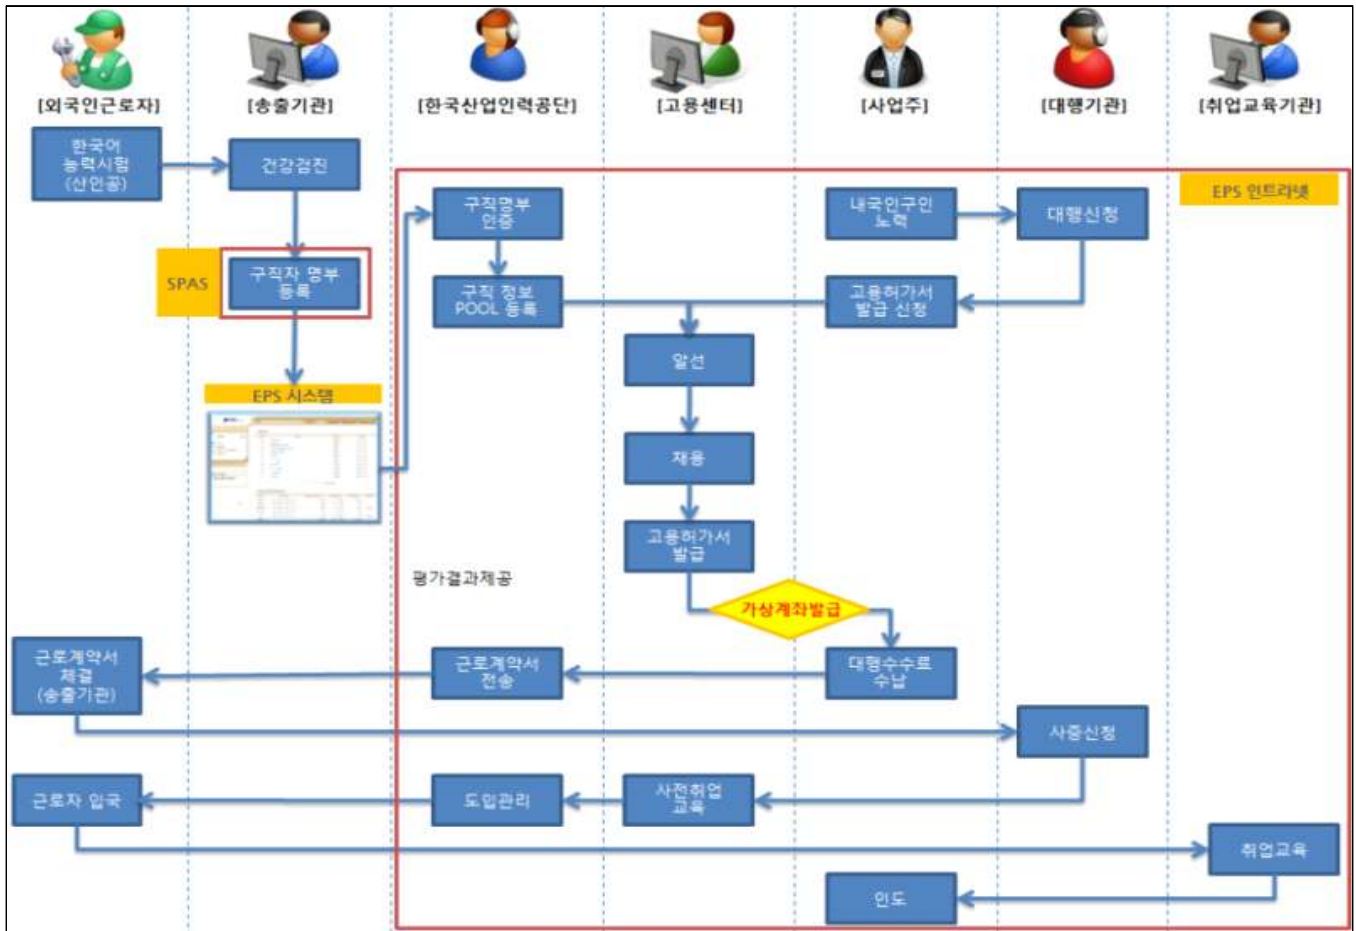 [외국인근로자]
[송출기관]
[한국산업인력공단]
[고용센터]
[사업주]
[대행기관]
[취업교육기관]
한국어
능력시험
(산인공)
건강검진
구직명부
인증
내국인구인
노력
대행신청
EPS 인트라넷
SPAS
구직자 명부
등록
구직 정보
POOL 등록
고용허가서
발급 신청
알선
EPS 시스템
채용
고용허가서
발급
평가결과제공
가상계좌발급
근로계약서
체결
(송출기관)
근로계약서
전송
대행수수료
수납
사증신청
근로자 입국
도입관리
사전취업
교육
취업교육
인도